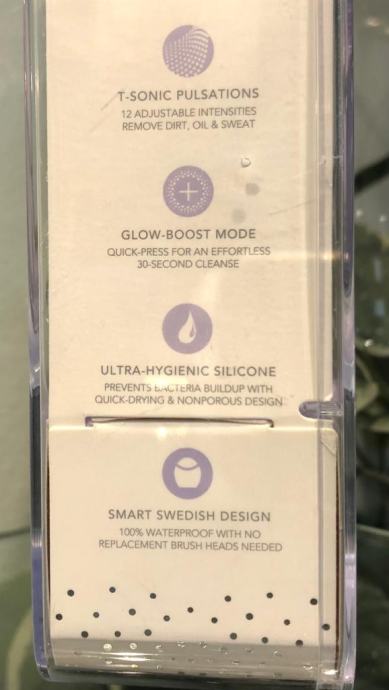 T-SONIC PULSATIONS
12 ADJUSTABLE INTENSITIES
REMOVE DIRT, OIL & SWEAT
GLOW-BOOST MODE
QUICK-PRESS FOR AN EFFORTLESS
30-SECOND CLEANSE
ULTRA-HYGIENIC SILICONE
PREVENTS BACTERIA BUILDUP WITH
QUICK-DRYING & NONPOROUS DESIGN
SMART SWEDISH DESIGN
100% WATERPROOF WITH NO
REPLACEMENT BRUSH HEADS NEEDED